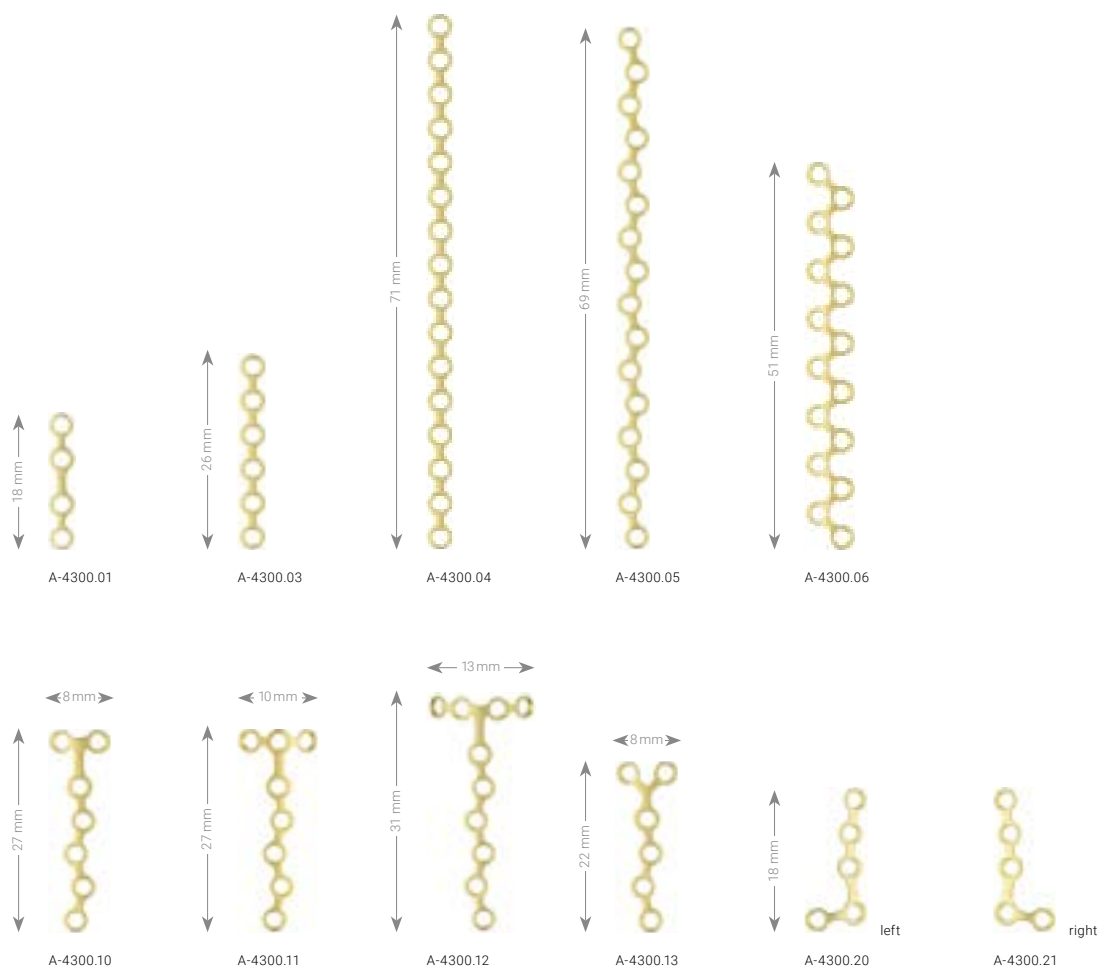 18 mm
26 mm
71 mm
69 mm
51 mm
A-4300.01
A-4300.03
A-4300.04
A-4300.05
A-4300.06
8 mm
10 mm
13 mm
8 mm
27 mm
27 mm
31 mm
22 mm
18 mm
left
right
A-4300.10
A-4300.11
A-4300.12
A-4300.13
A-4300.20
A-4300.21